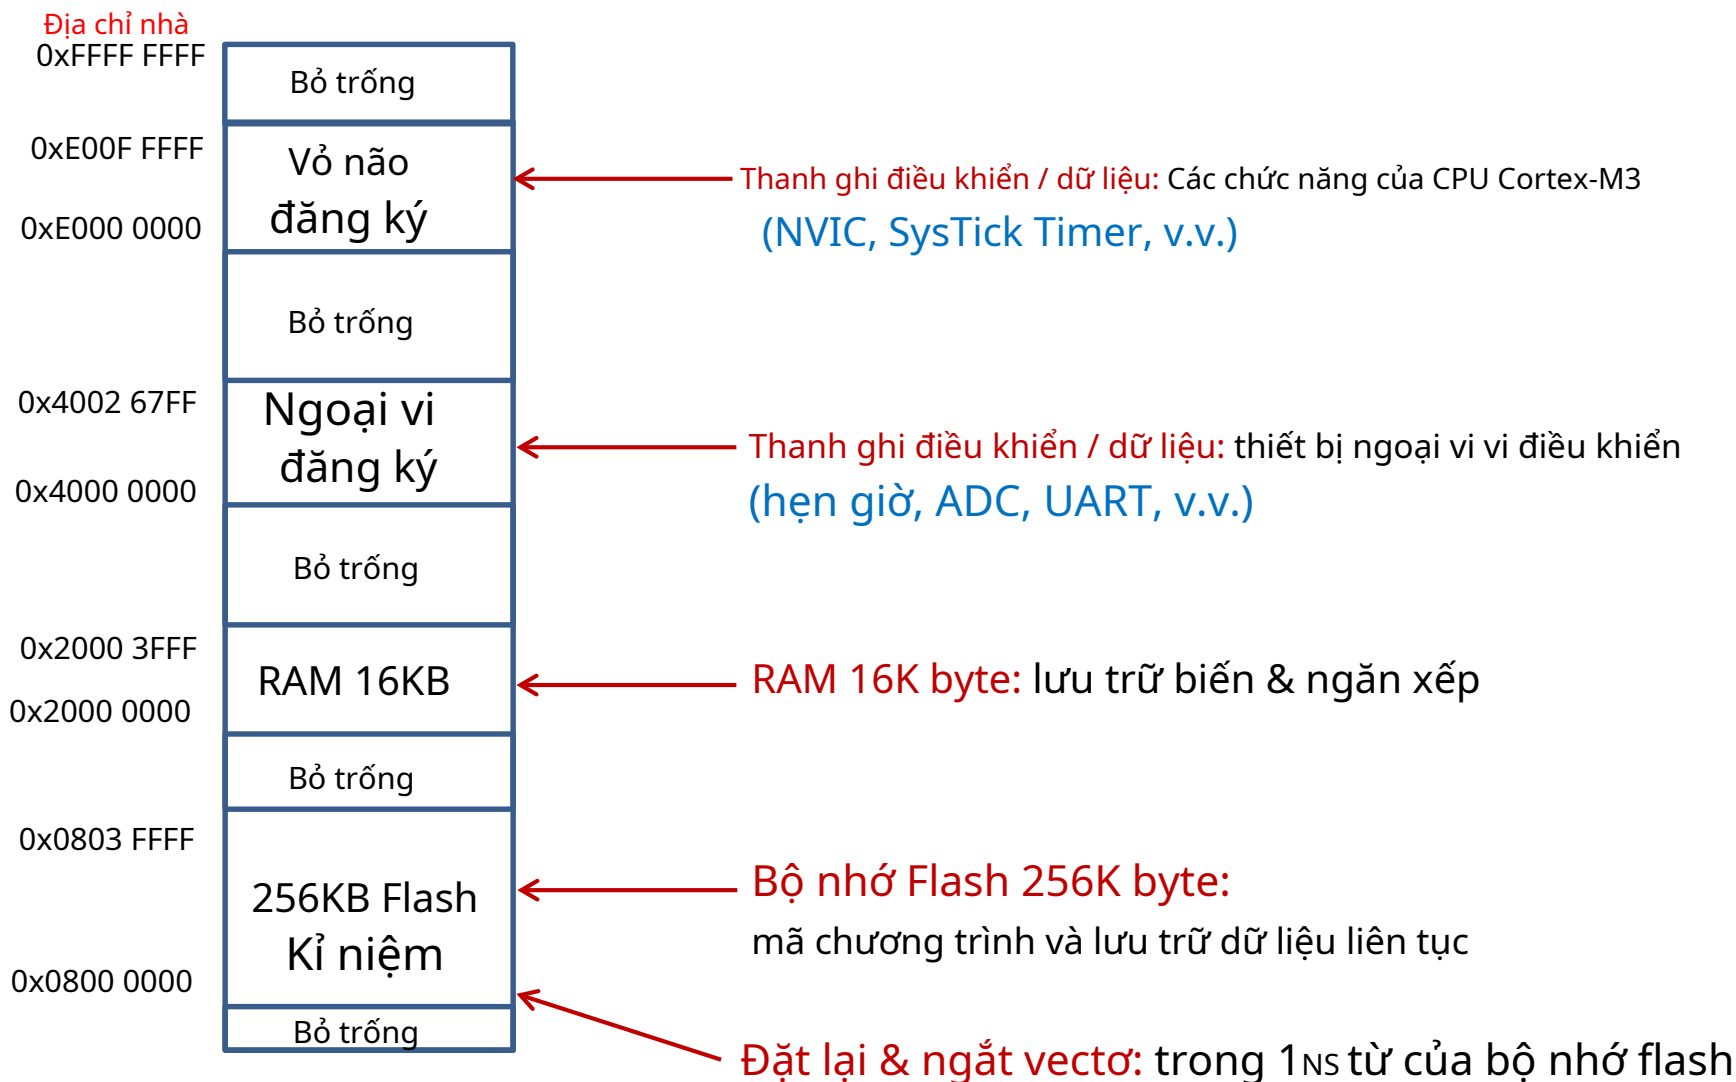 Địa chỉ nhà
0xFFFF FFFF
Bỏ trống
0xE00F FFFF
Vỏ não
đăng ký
0xE000 0000
Thanh ghi điều khiển / dữ liệu: Các chức năng của CPU Cortex-M3
(NVIC, SysTick Timer, v.v.)
Bỏ trống
0x4002 67FF
Ngoại vi
đăng ký
0x4000 0000
Thanh ghi điều khiển / dữ liệu: thiết bị ngoại vi vi điều khiển
(hẹn giờ, ADC, UART, v.v.)
Bỏ trống
0x2000 3FFF
RAM 16KB
0x2000 0000
RAM 16K byte: lưu trữ biến & ngăn xếp
Bỏ trống
0x0803 FFFF
256KB Flash
Kỉ niệm
0x0800 0000
Bộ nhớ Flash 256K byte:
mã chương trình và lưu trữ dữ liệu liên tục
Bỏ trống
Đặt lại & ngắt vectơ: trong 1NS từ của bộ nhớ flash